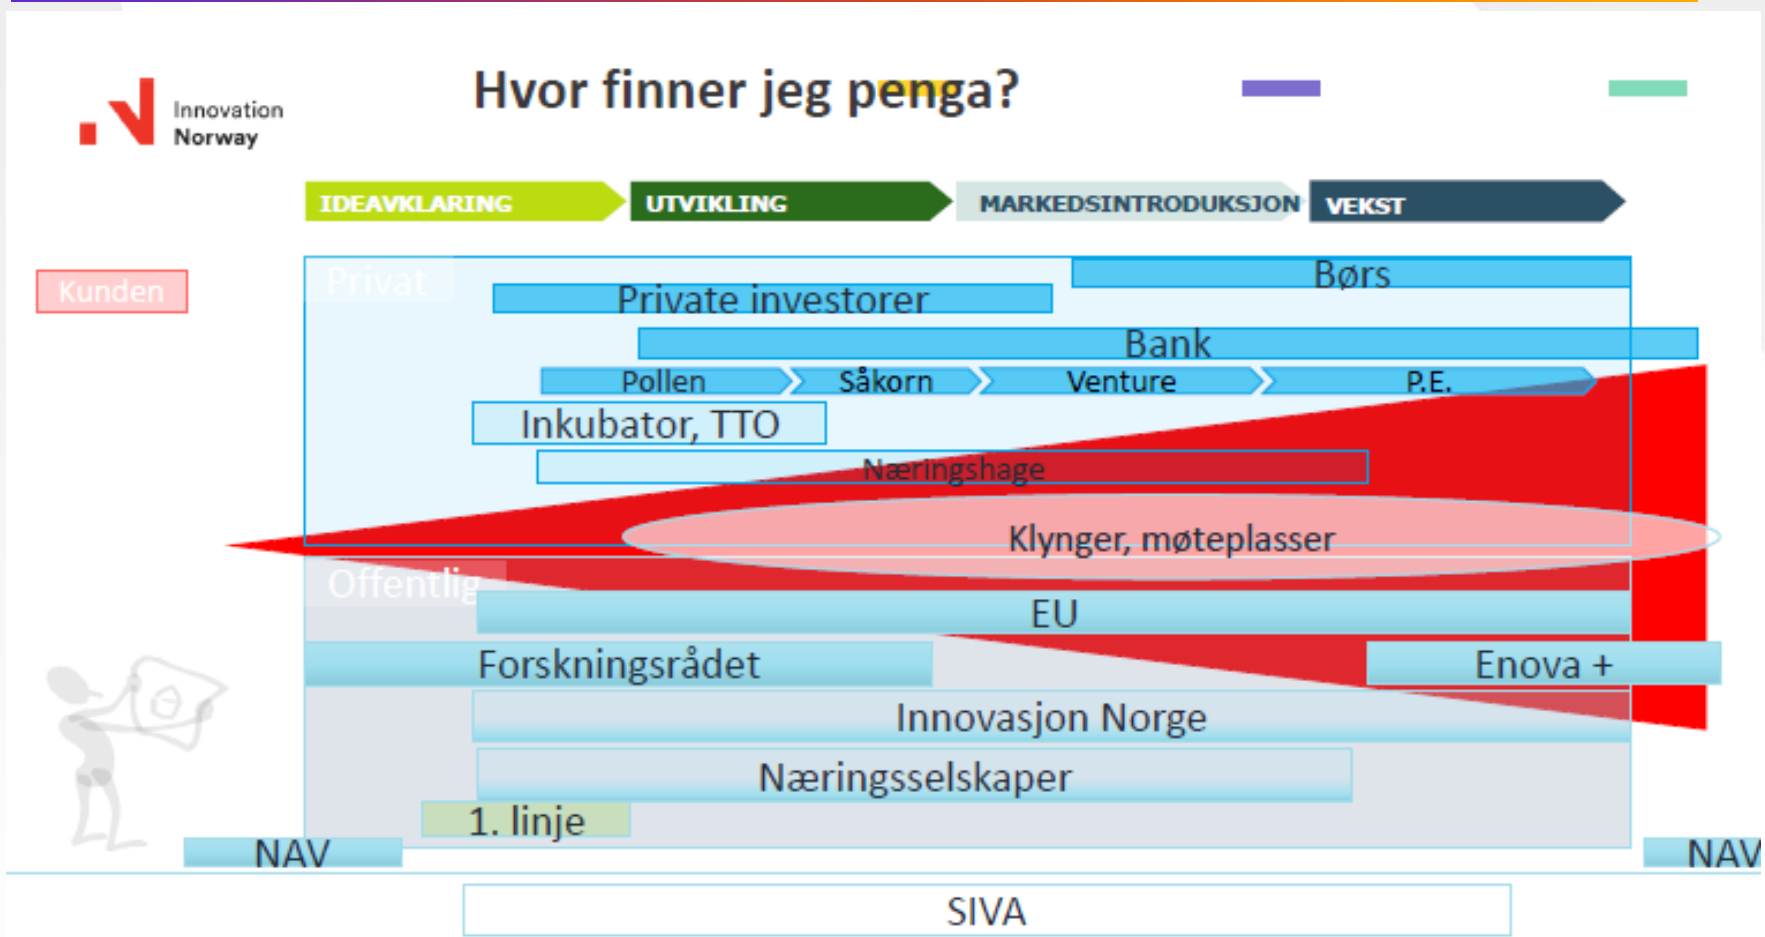 Innovation
Norway
Hvor finner jeg penga?
IDEAVKLARING
UTVIKLING
MARKEDSINTRODUKSJON
VEKST
Kunden
Privat
Børs
Private investorer
Bank
Pollen
Såkorn
Venture
P.E.
Inkubator, TTO
Næringshage
Klynger, møteplasser
Offentlig
EU
Forskningsrådet
Enova +
Innovasjon Norge
Næringsselskaper
1. linje
NAV
NAV
SIVA